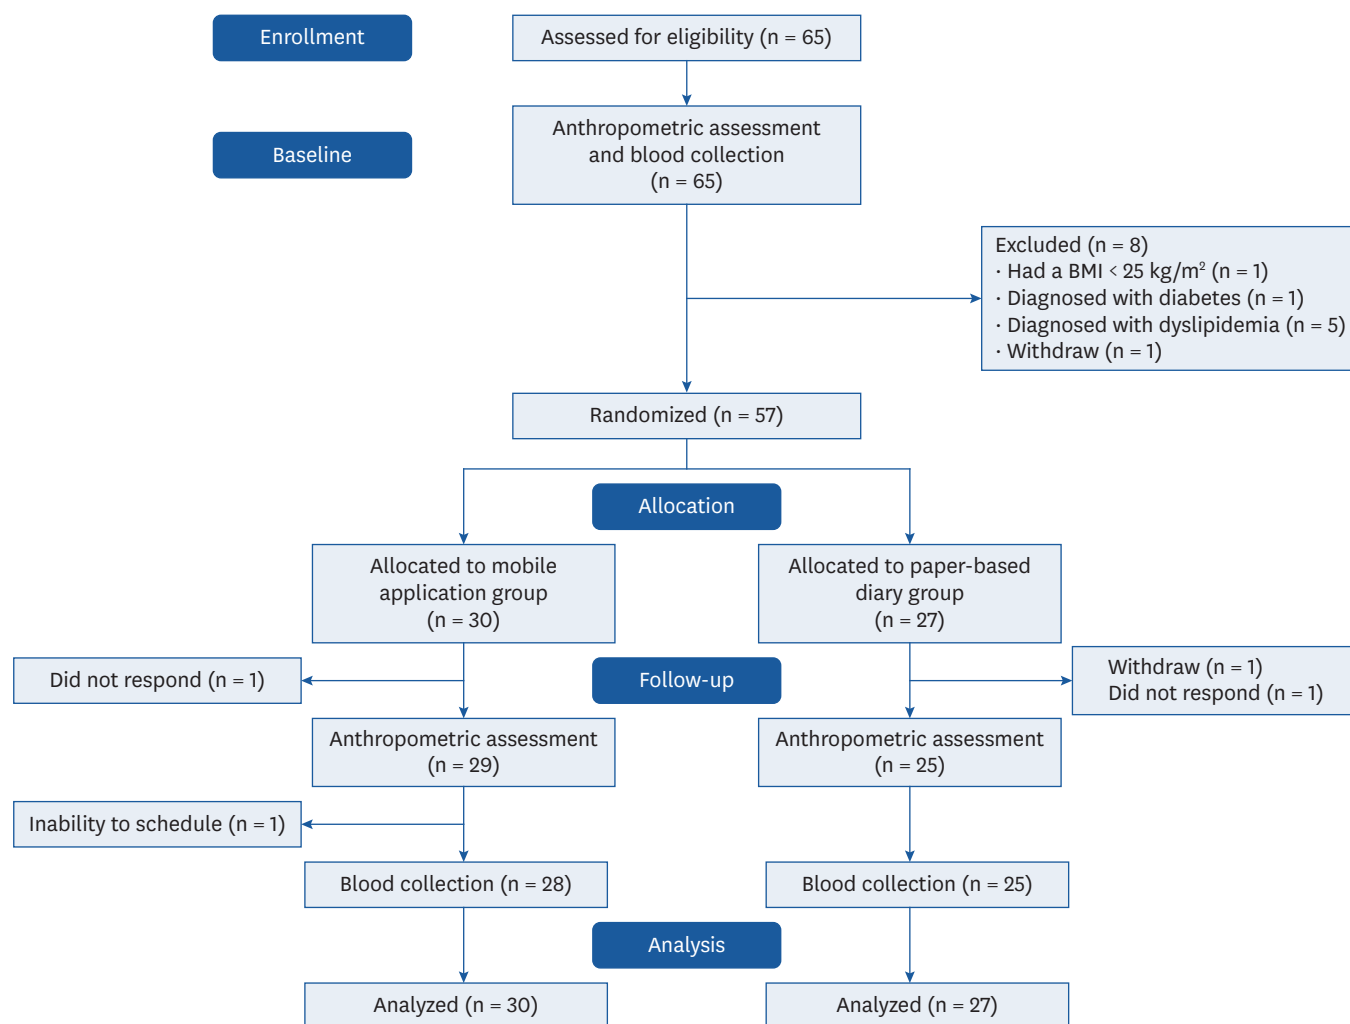 Enrollment
Assessed for eligibility (n = 65)
Baseline
Anthropometric assessment
and blood collection
(n = 65)
Excluded (n = 8)
· Had a BMI < 25 kg/m² (n = 1)
· Diagnosed with diabetes (n = 1)
· Diagnosed with dyslipidemia (n = 5)
· Withdraw (n = 1)
Randomized (n = 57)
Allocation
Allocated to mobile
application group
(n = 30)
Allocated to paper-based
diary group
(n = 27)
Did not respond (n = 1)
Follow-up
Withdraw (n = 1)
Did not respond (n = 1)
Anthropometric assessment
(n = 29)
Anthropometric assessment
(n = 25)
Inability to schedule (n = 1)
Blood collection (n = 28)
Blood collection (n = 25)
Analysis
Analyzed (n = 30)
Analyzed (n = 27)